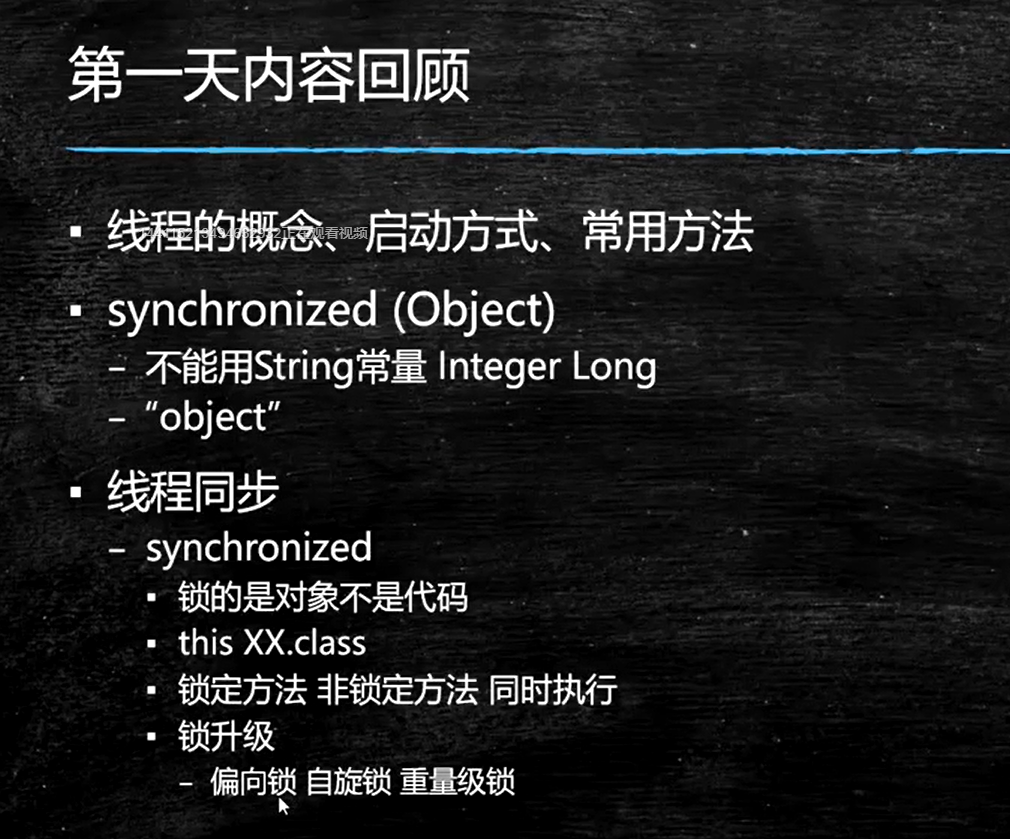 第一天内容回顾
▪ 线程的概念、启动方式、常用方法
▪ synchronized (Object)
– 不能用String常量 Integer Long
– “object”
▪ 线程同步
– synchronized
▪ 锁的是对象不是代码
▪ this XX.class
▪ 锁定方法 非锁定方法 同时执行
▪ 锁升级
– 偏向锁 自旋锁 重量级锁
正在观看视频